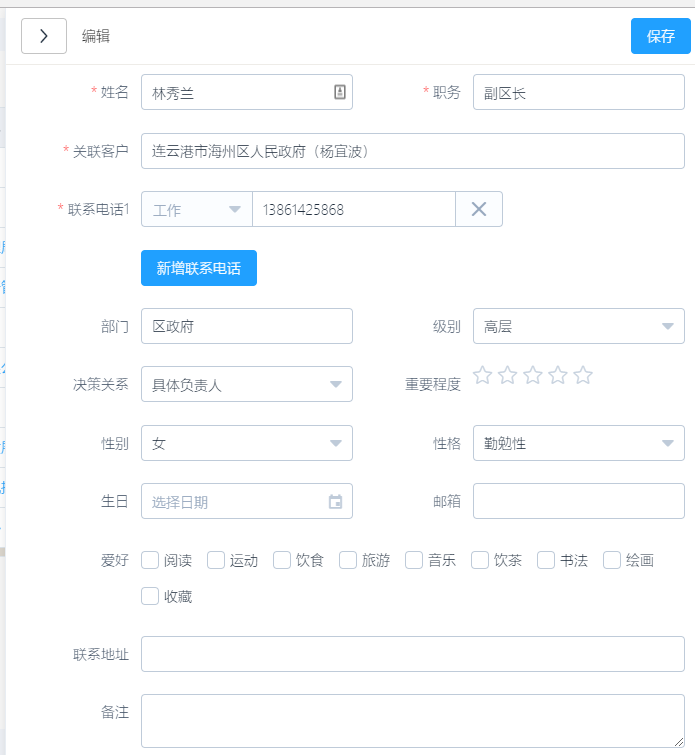 编辑 保存
* 姓名 林秀兰 * 职务 副区长
* 关联客户 连云港市海州区人民政府（杨宜波）
* 联系电话1 工作 13861425868
新增联系电话
部门 区政府 级别 高层
决策关系 具体负责人 重要程度
性别 女 性格 勤勉性
生日 选择日期 邮箱
爱好 阅读 运动 饮食 旅游 音乐 饮茶 书法 绘画
收藏
联系地址
备注